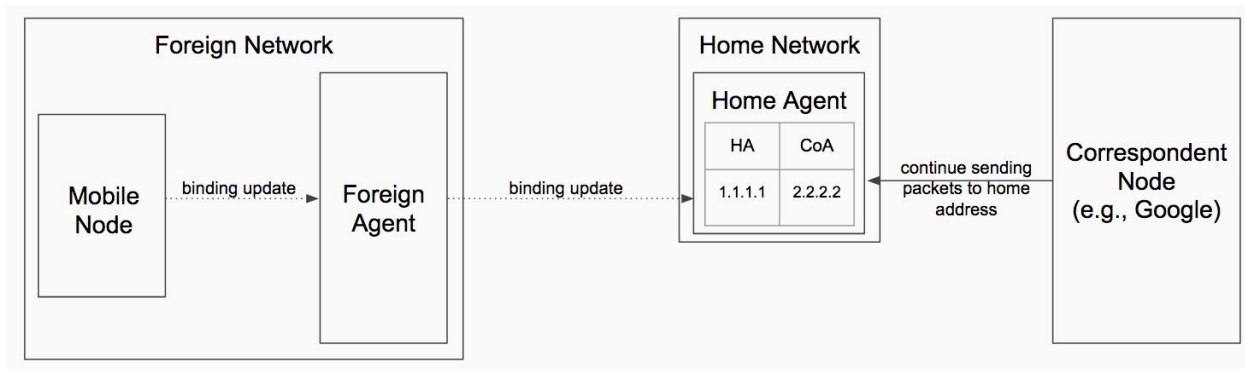 Foreign Network
Mobile
Node
binding update
Foreign
Agent
binding update
Home Network
Home Agent
HA CoA
1.1.1.1 2.2.2.2
continue sending
packets to home
address
Correspondent
Node
(e.g., Google)